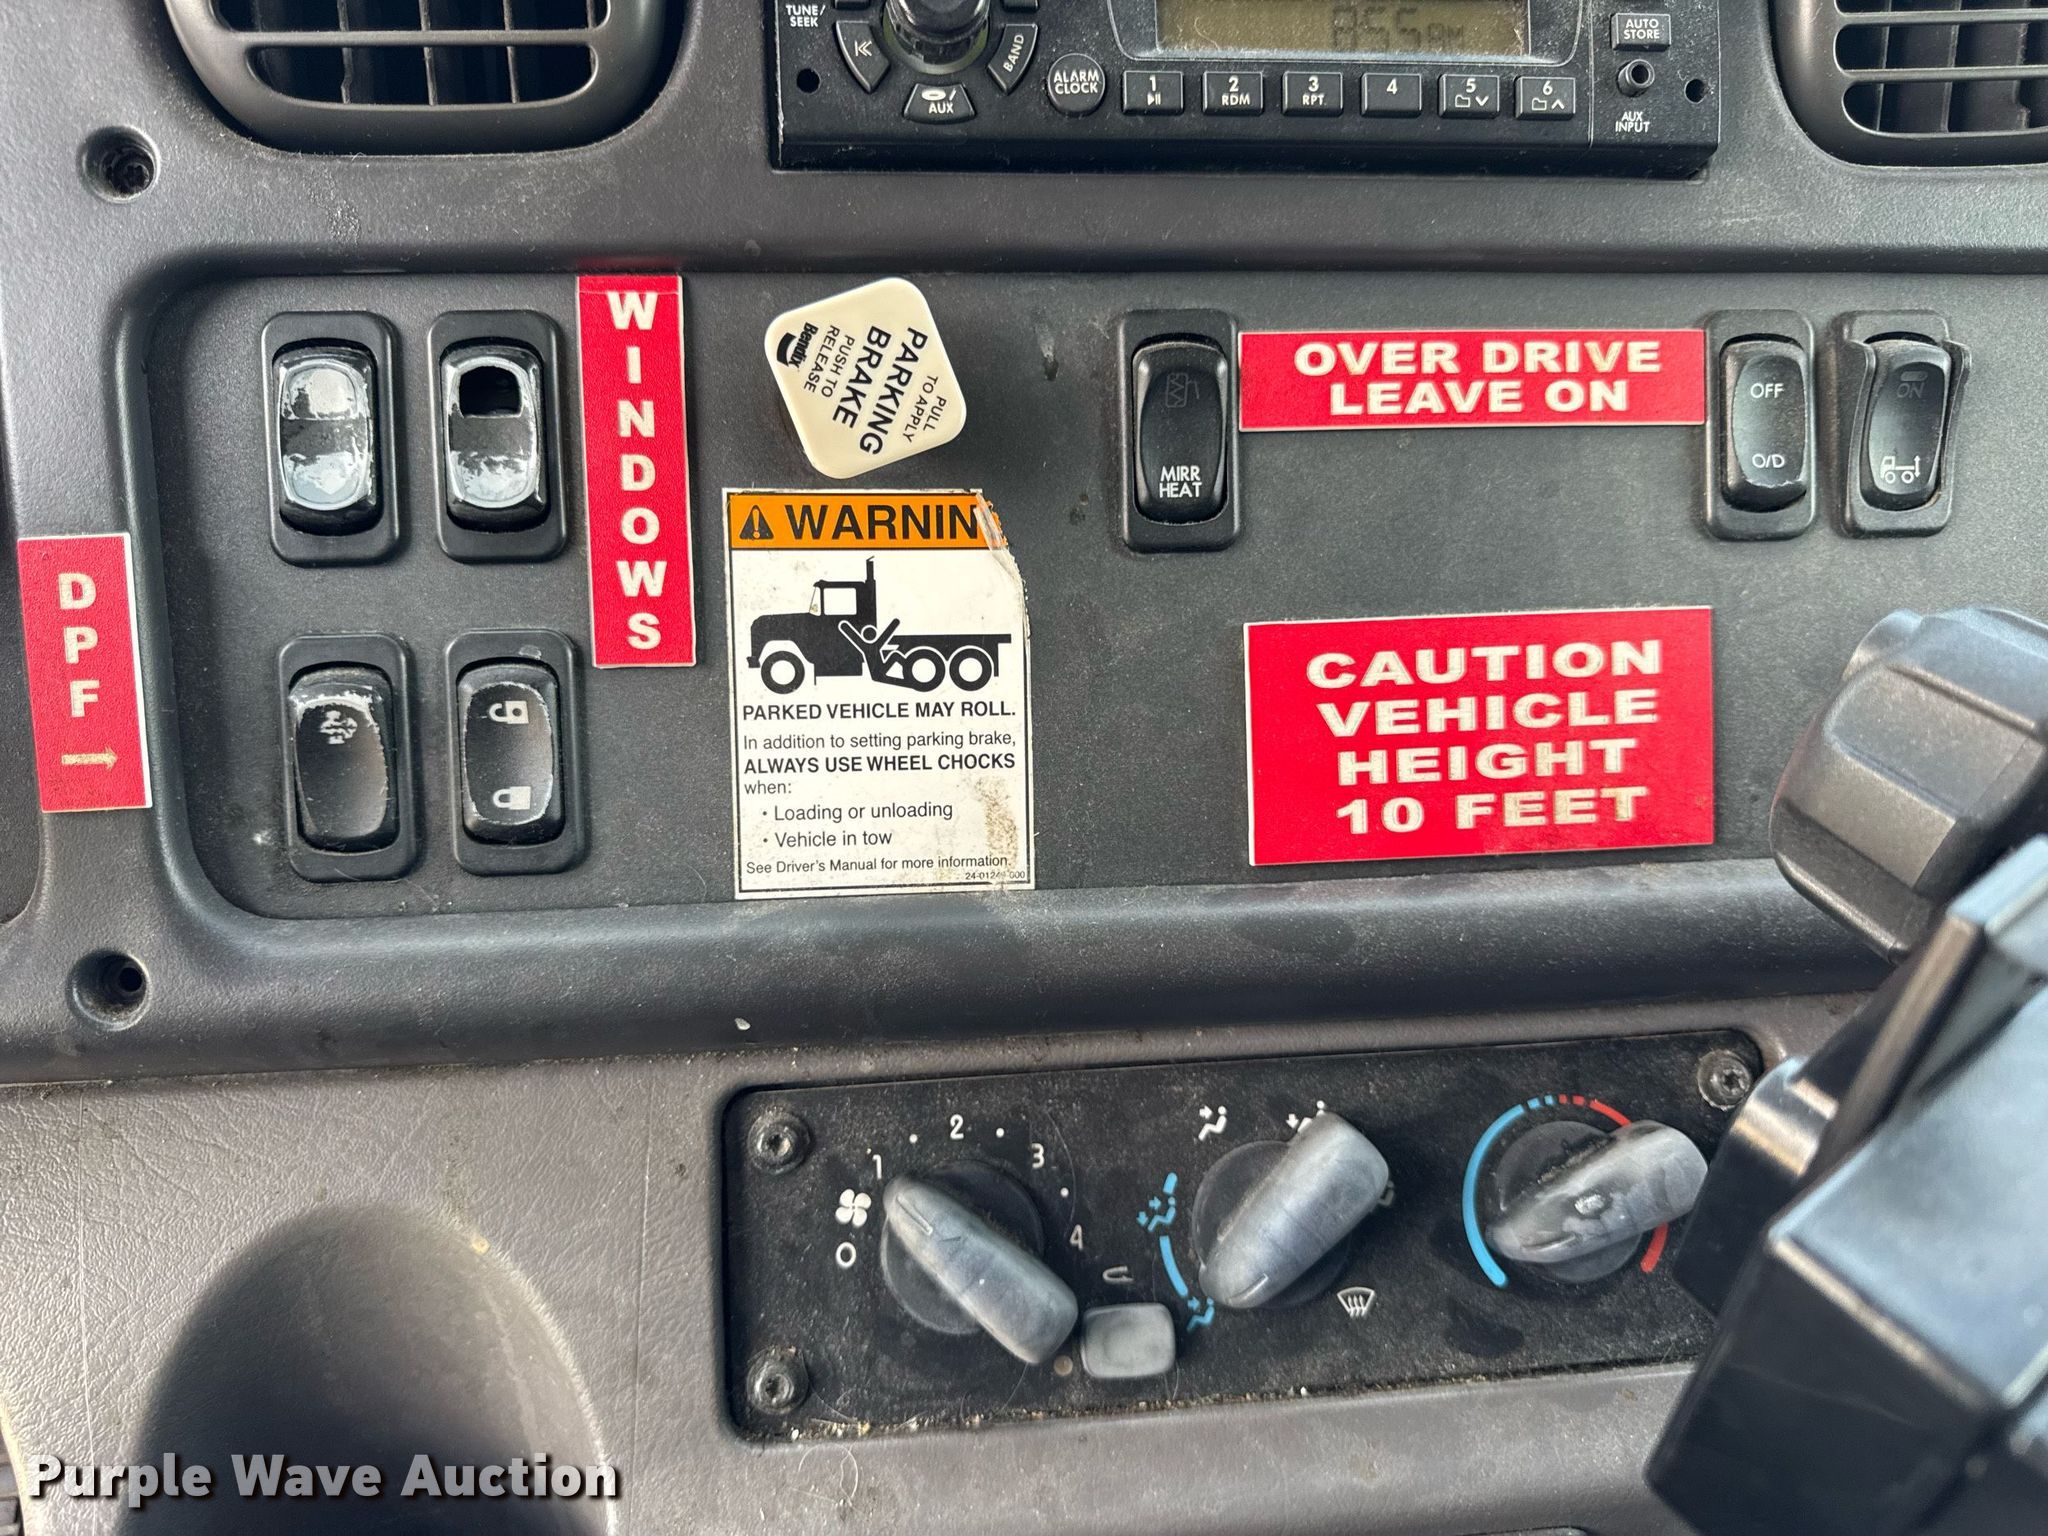 TUNE/
SEEK
BAND
AUX
ALARM
CLOCK
8:55AM
1
2
RDM
3
RPT
4
5
6
AUTO
STORE
AUX
INPUT
WINDOWS
DPF
→
PULL
TO APPLY
PARKING
BRAKE
PUSH TO
RELEASE
Bendix
MIRR
HEAT
OVER DRIVE
LEAVE ON
OFF
O/D
ON
WARNIN
PARKED VEHICLE MAY ROLL.
In addition to setting parking brake,
ALWAYS USE WHEEL CHOCKS
when:
• Loading or unloading
• Vehicle in tow
See Driver's Manual for more information.
CAUTION
VEHICLE
HEIGHT
10 FEET
0
1
2
3
4
Purple Wave Auction